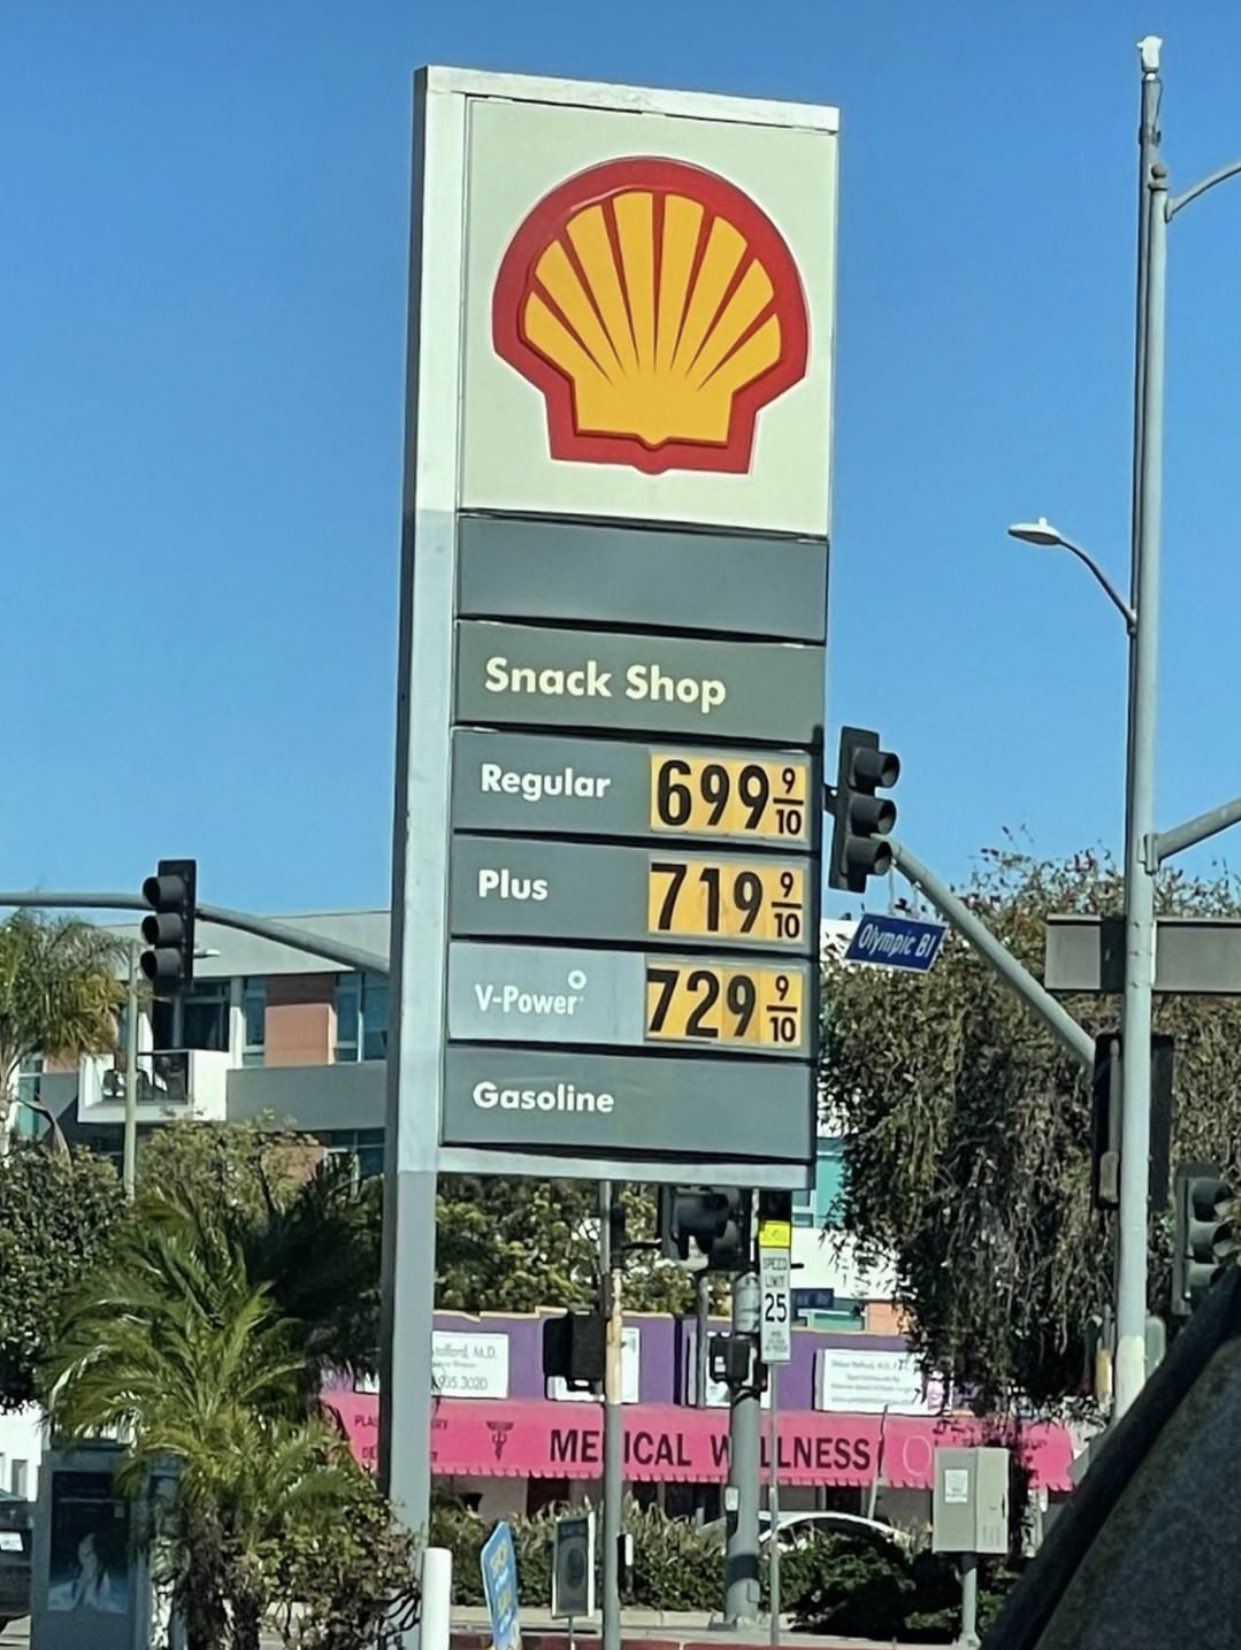 Snack Shop
Regular 699 9/10
Plus 719 9/10
V-Power 729 9/10
Gasoline
Olympic Bl
SPEED
LIMIT
25
M.D.
MEDICAL WELLNESS